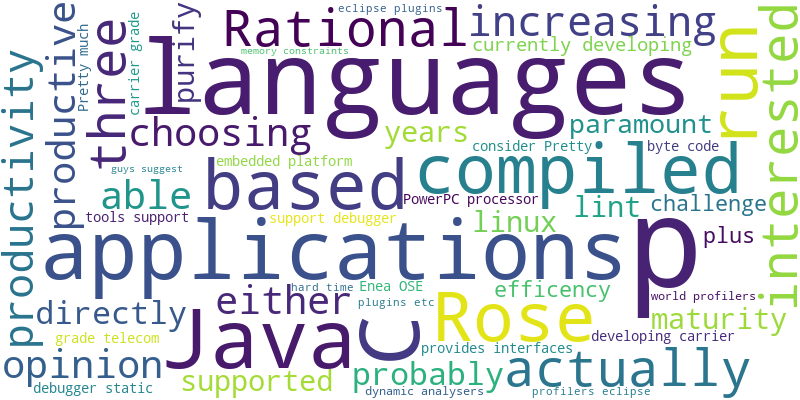 eclipse plugins
Rational
increasing
memory constraints
currently developing
productive
Pretty much
carrier grade
purify
three
languages
run
interested
productivity
choosing
years
paramount
consider Pretty
byte code
guys suggest
embedded platform
compiled
able
based
PowerPC processor
lint
challenge
tools support
support debugger
linux
plus
applications
p
hard time
Enea OSE
efficency
world profilers
directly
either
plugins etc
Java
C
Rose
maturity
grade telecom
developing carrier
provides interfaces
opinion
actually
supported
probably
debugger static
dynamic analysers
profilers eclipse